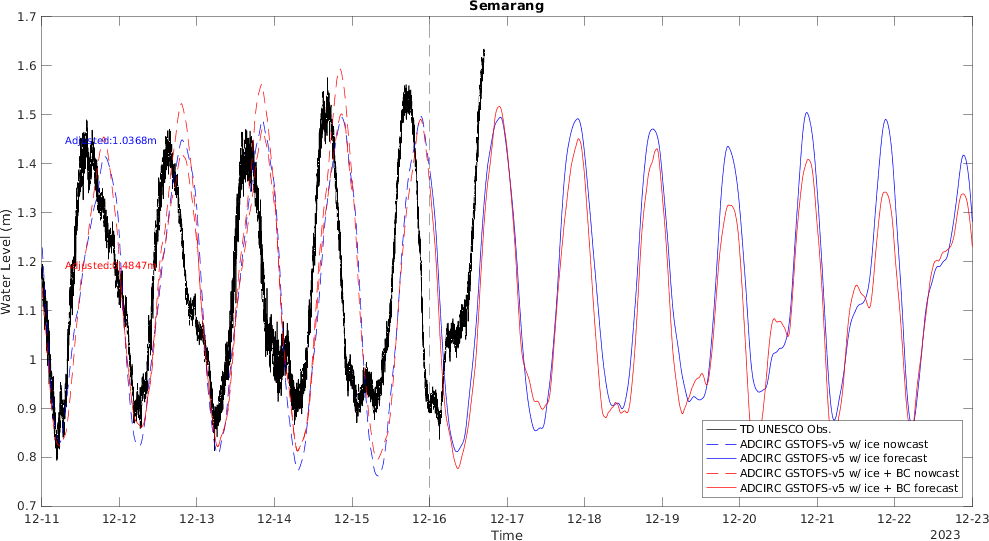 Semarang
1.7
1.6
1.5
1.4
1.3
1.2
1.1
1
0.9
0.8
0.7
Water Level (m)
Adjusted:1.0368m
12-11
12-12
12-13
12-14
12-15
12-16
12-17
12-18
12-19
12-20
12-21
12-22
12-23
Time
2023
TD UNESCO Obs.
ADCIRC GSTOFS-v5 w/ ice nowcast
ADCIRC GSTOFS-v5 w/ ice forecast
ADCIRC GSTOFS-v5 w/ ice + BC nowcast
ADCIRC GSTOFS-v5 w/ ice + BC forecast